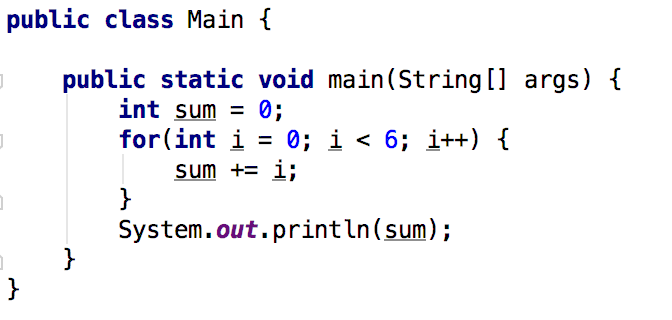 public class Main {
public static void main(String[] args) {
int sum = 0;
for(int i = 0; i < 6; i++) {
sum += i;
}
System.out.println(sum);
}
}